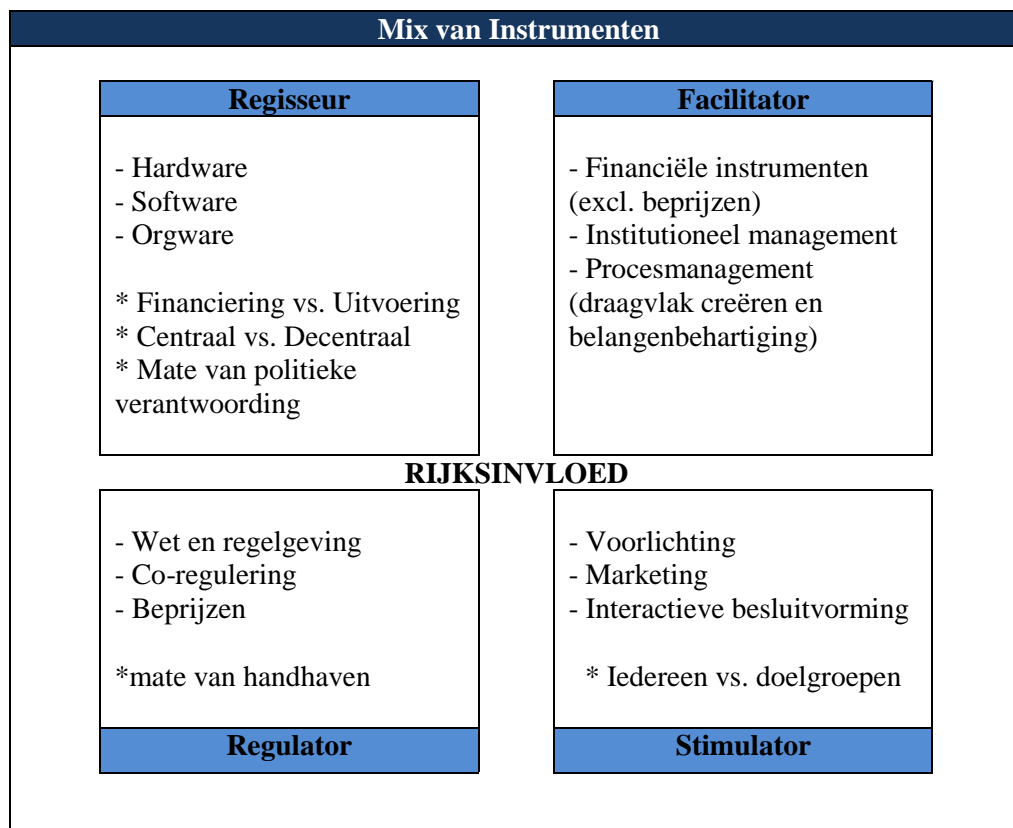 Mix van Instrumenten
Regisseur
- Hardware
- Software
- Orgware
* Financiering vs. Uitvoering
* Centraal vs. Decentraal
* Mate van politieke
verantwoording
Facilitator
- Financiële instrumenten
(excl. beprijzen)
- Institutioneel management
- Procesmanagement
(draagvlak creëren en
belangenbehartiging)
RIJKSINVLOED
- Wet en regelgeving
- Co-regulering
- Beprijzen
*mate van handhaven
Regulator
- Voorlichting
- Marketing
- Interactieve besluitvorming
* Iedereen vs. doelgroepen
Stimulator